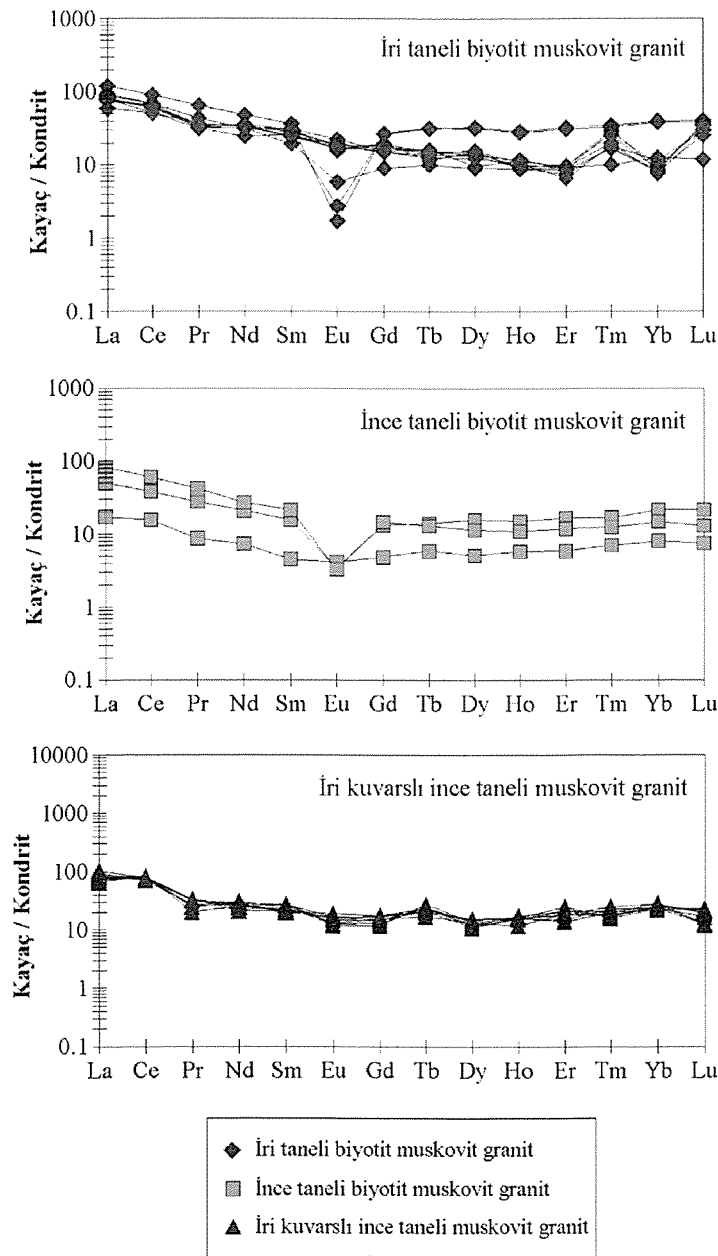 İri taneli biyotit muskovit granit
Kayaç / Kondrit
1000
100
10
1
0.1
La Ce Pr Nd Sm Eu Gd Tb Dy Ho Er Tm Yb Lu
İnce taneli biyotit muskovit granit
Kayaç / Kondrit
1000
100
10
1
0.1
La Ce Pr Nd Sm Eu Gd Tb Dy Ho Er Tm Yb Lu
İri kuvarslı ince taneli muskovit granit
Kayaç / Kondrit
10000
1000
100
10
1
0.1
La Ce Pr Nd Sm Eu Gd Tb Dy Ho Er Tm Yb Lu
İri taneli biyotit muskovit granit
İnce taneli biyotit muskovit granit
İri kuvarslı ince taneli muskovit granit